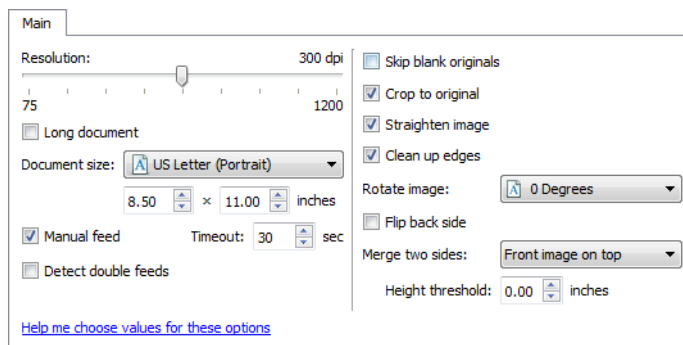 Main
Resolution: 300 dpi
75 1200
Long document
Document size: US Letter (Portrait)
8.50 × 11.00 inches
Manual feed Timeout: 30 sec
Detect double feeds
Help me choose values for these options
Skip blank originals
Crop to original
Straighten image
Clean up edges
Rotate image: 0 Degrees
Flip back side
Merge two sides: Front image on top
Height threshold: 0.00 inches